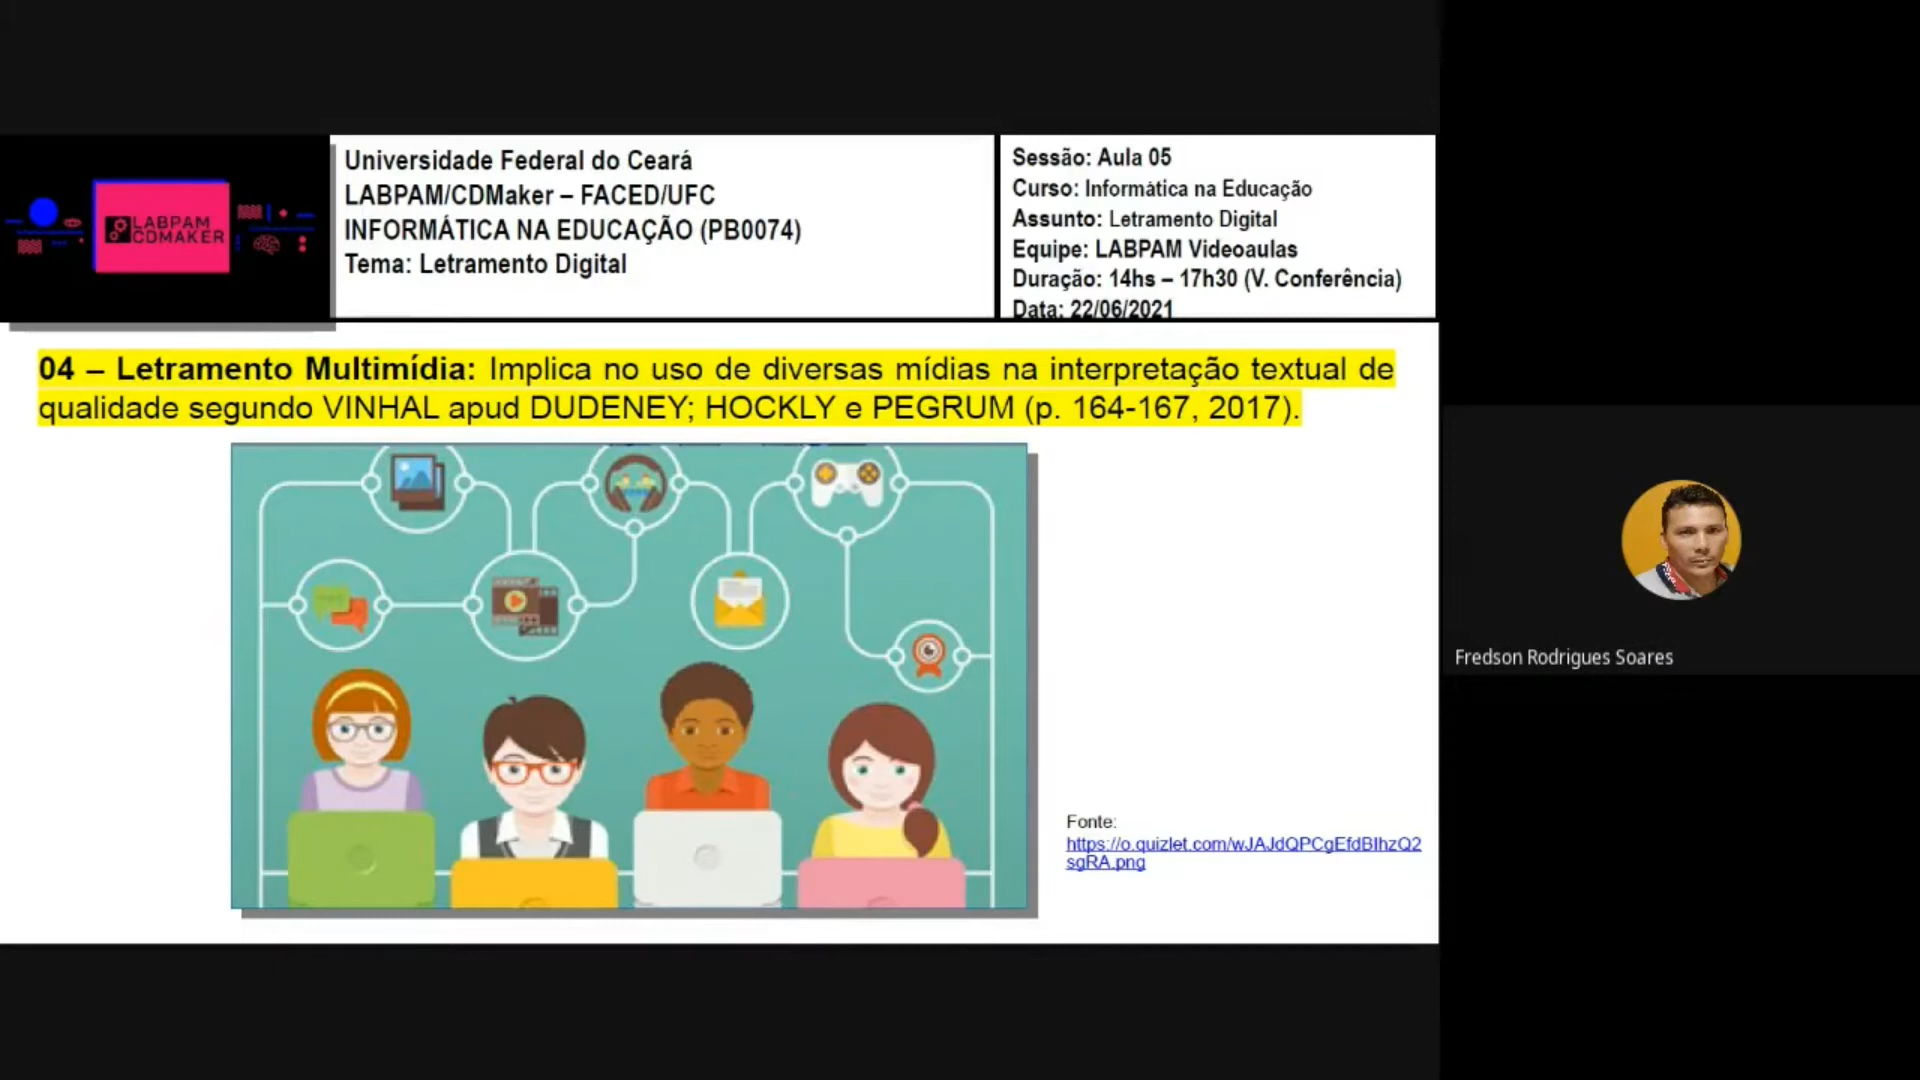 LABPAM
CDMAKER
Universidade Federal do Ceará
LABPAM/CDMaker – FACED/UFC
INFORMÁTICA NA EDUCAÇÃO (PB0074)
Tema: Letramento Digital
Sessão: Aula 05
Curso: Informàtica na Educação
Assunto: Letramento Digital
Equipe: LABPAM Videoaulas
Duração: 14hs – 17h30 (V. Conferência)
Data: 22/06/2021
04 – Letramento Multimídia: Implica no uso de diversas mídias na interpretação textual de
qualidade segundo VINHAL apud DUDENEY; HOCKLY e PEGRUM (p. 164-167, 2017).
Fonte:
https://o.quizlet.com/wJAJdQPCgEfdBIhzQ2
sgRA.png
Fredson Rodrigues Soares